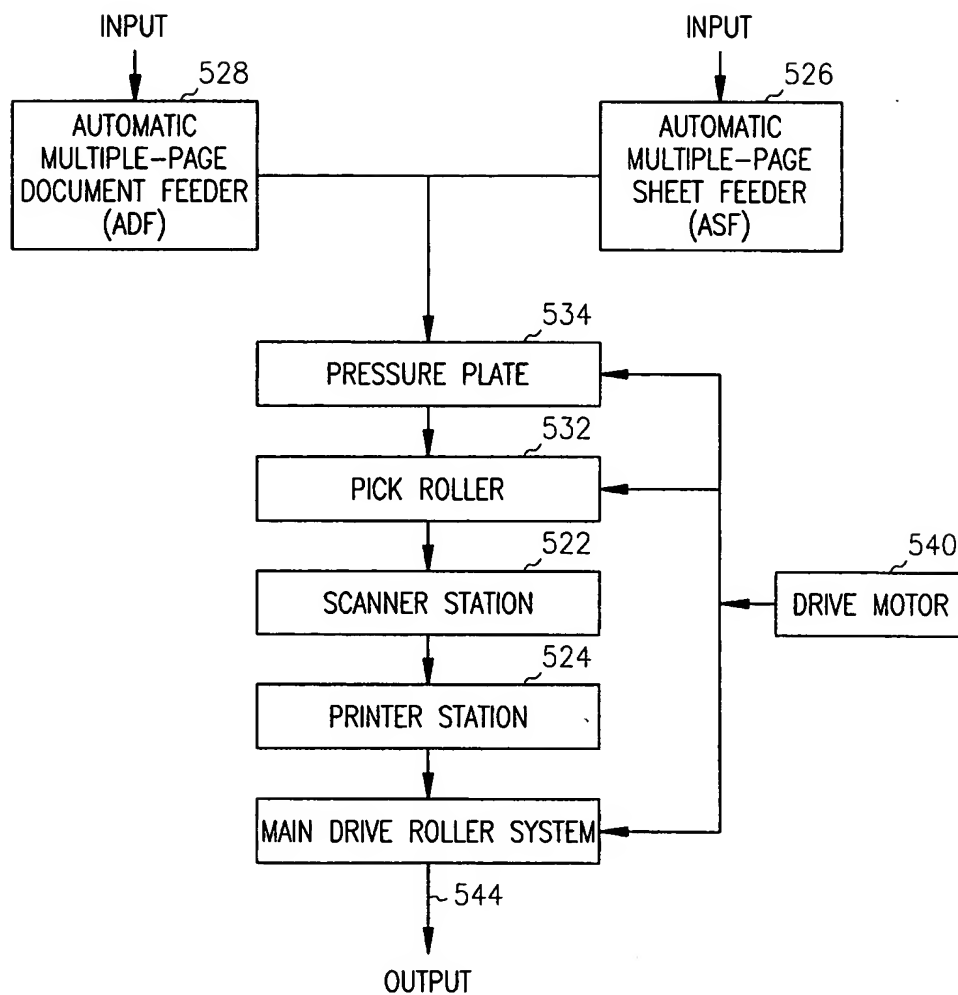 INPUT
INPUT
528
526
AUTOMATIC
MULTIPLE-PAGE
DOCUMENT FEEDER
(ADF)
AUTOMATIC
MULTIPLE-PAGE
SHEET FEEDER
(ASF)
534
PRESSURE PLATE
532
PICK ROLLER
522
540
SCANNER STATION
DRIVE MOTOR
524
PRINTER STATION
MAIN DRIVE ROLLER SYSTEM
544
OUTPUT